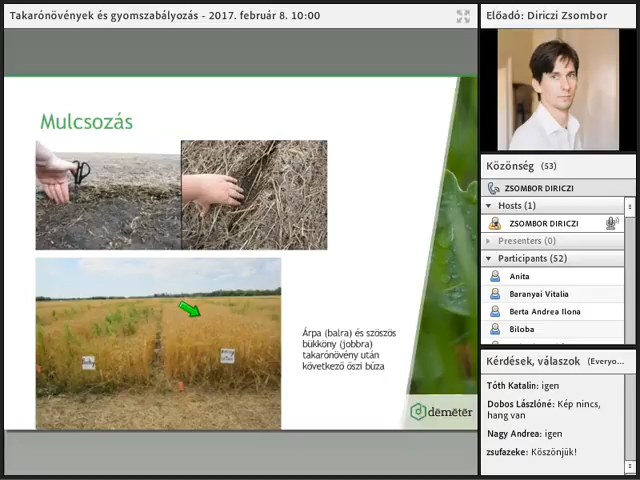 Takarónövények és gyomszabályozás - 2017. február 8. 10:00
Mulcsozás
Árpa (balra) és szöszös
bükköny (jobbra)
takarónövény után
következő őszi búza
demeter
Előadó: Diriczi Zsombor
Közönség (53)
ZSOMBOR DIRICZI
Hosts (1)
ZSOMBOR DIRICZI
Presenters (0)
Participants (52)
Anita
Baranyai Vitalia
Berta Andrea Ilona
Biloba
Kérdések, válaszok (Everyo...
Tóth Katalin: igen
Dobos Lászlóné: Kép nincs,
hang van
Nagy Andrea: igen
zsufazeke: Köszönjük!